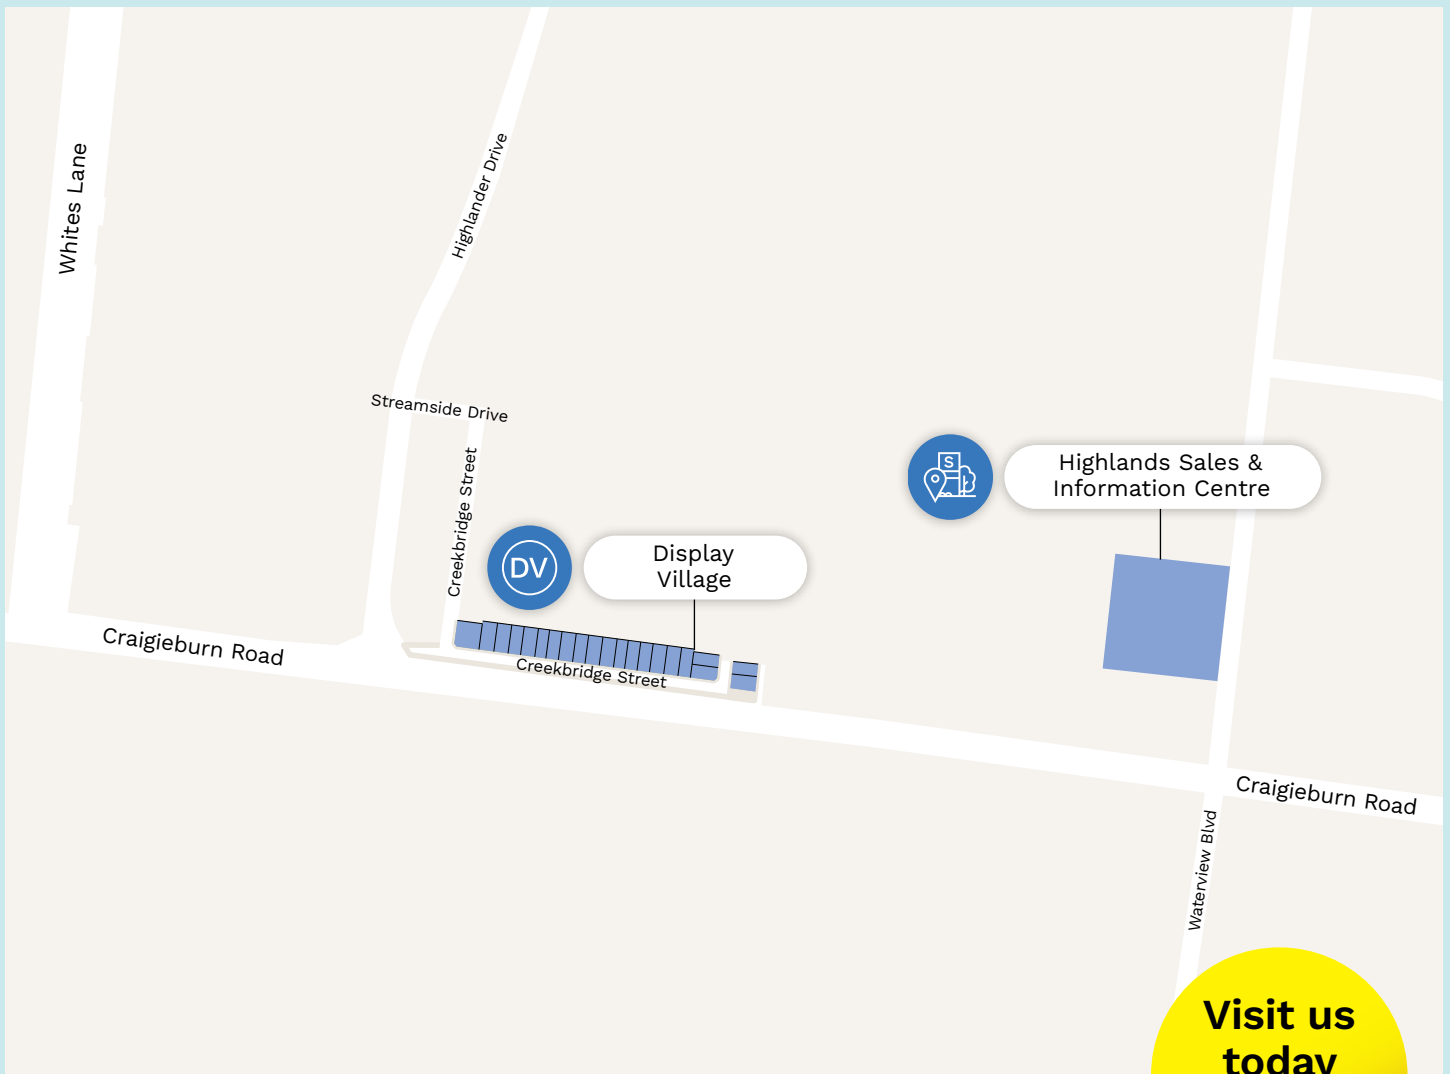 Whites Lane
Highlander Drive
Streamside Drive
Creekbridge Street
S
Highlands Sales &
Information Centre
DV
Display
Village
Creekbridge Street
Craigieburn Road
Craigieburn Road
Waterview Blvd
Visit us
today